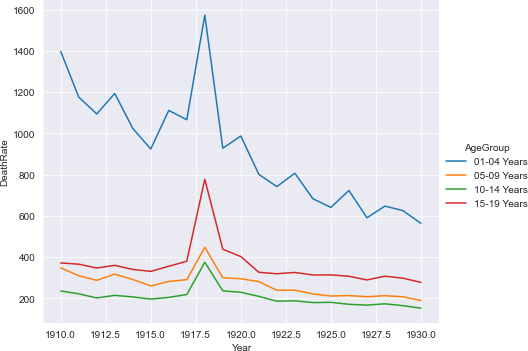 1600
1400
1200
1000
800
600
400
200
DeathRate
1910.0 1912.5 1915.0 1917.5 1920.0 1922.5 1925.0 1927.5 1930.0
Year
AgeGroup
01-04 Years
05-09 Years
10-14 Years
15-19 Years